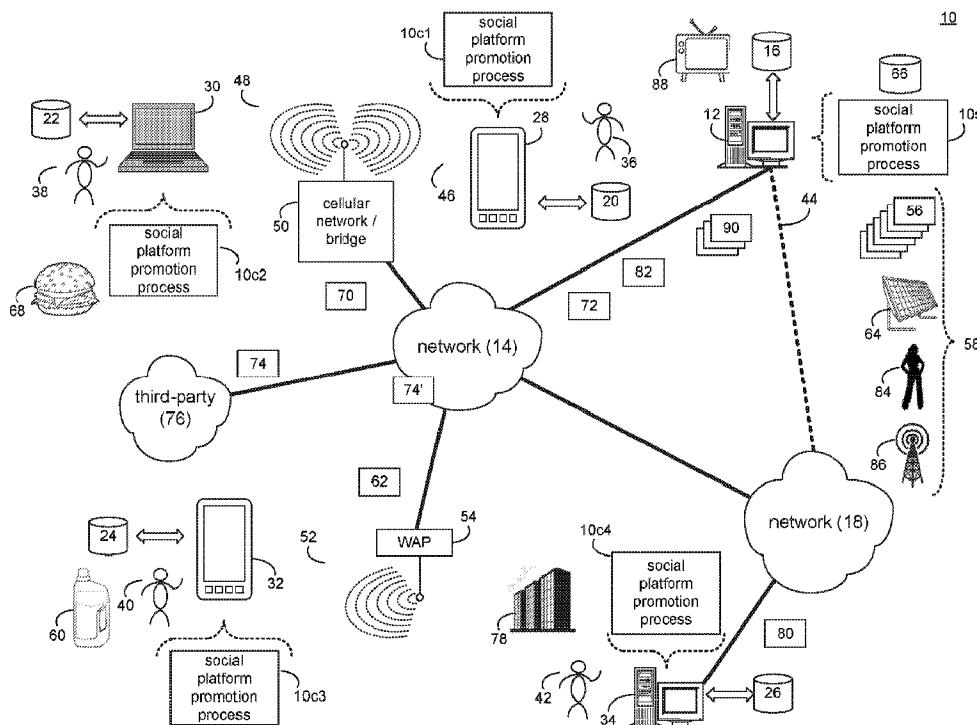 10
10c1
social
platform
promotion
process
88
16
66
30
48
22
12
10s
social
platform
promotion
process
28
36
38
46
20
44
50
cellular
network /
bridge
90
56
social
platform
promotion
process
10c2
68
82
70
72
64
58
network (14)
84
74
74'
third-party
(76)
86
62
network (18)
54
52
WAP
24
10c4
social
platform
promotion
process
32
40
60
78
80
social
platform
promotion
process
10c3
42
34
26